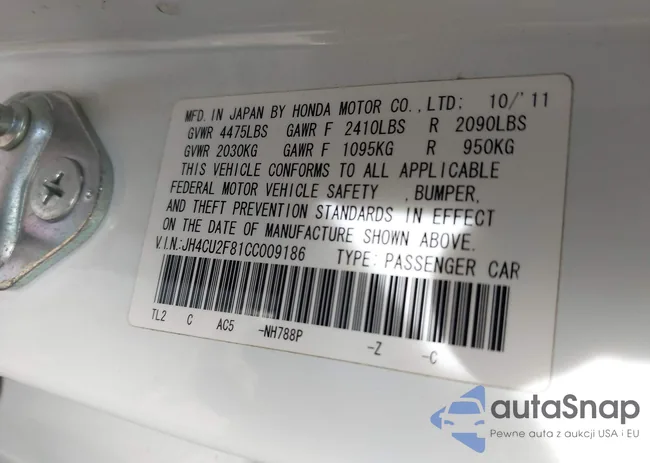 MFD. IN JAPAN BY HONDA MOTOR CO.,LTD: 10/'11
GVWR 4475LBS GAWR F 2410LBS R 2090LBS
GVWR 2030KG GAWR F 1095KG R 950KG
THIS VEHICLE CONFORMS TO ALL APPLICABLE
FEDERAL MOTOR VEHICLE SAFETY , BUMPER,
AND THEFT PREVENTION STANDARDS IN EFFECT
ON THE DATE OF MANUFACTURE SHOWN ABOVE.
V.I.N:JH4CU2F81CC009186 TYPE: PASSENGER CAR
TL2 C AC5 -NH788P -Z -C
autaSnap
Pewne auta z aukcji USA i EU